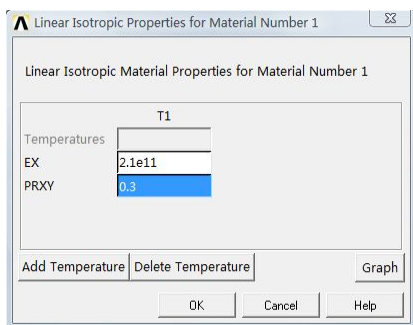 Linear Isotropic Properties for Material Number 1
Linear Isotropic Material Properties for Material Number 1
T1
Temperatures
EX 2.1e11
PRXY 0.3
Add Temperature Delete Temperature Graph
OK Cancel Help